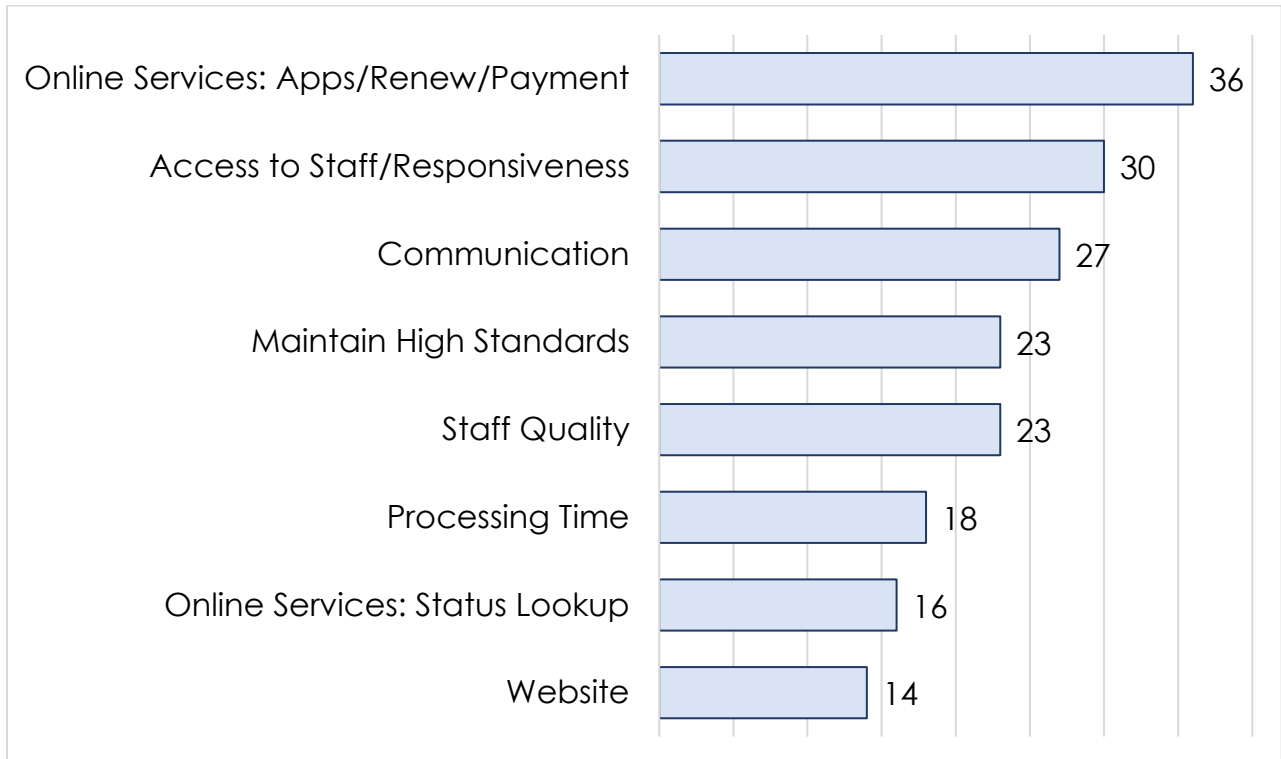 Online Services: Apps/Renew/Payment 36
Access to Staff/Responsiveness 30
Communication 27
Maintain High Standards 23
Staff Quality 23
Processing Time 18
Online Services: Status Lookup 16
Website 14